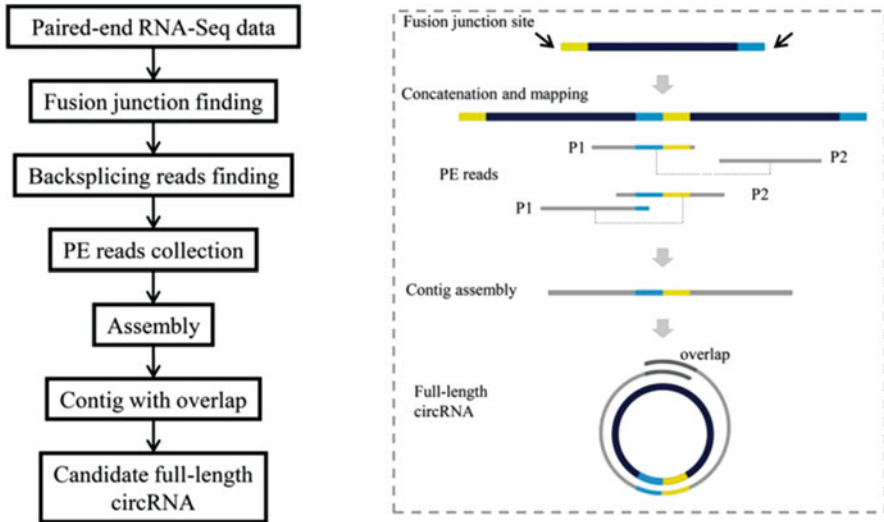 Paired-end RNA-Seq data
Fusion junction finding
Backsplicing reads finding
PE reads collection
Assembly
Contig with overlap
Candidate full-length
circRNA
Fusion junction site
Concatenation and mapping
P1
P2
PE reads
P1
P2
Contig assembly
overlap
Full-length
circRNA